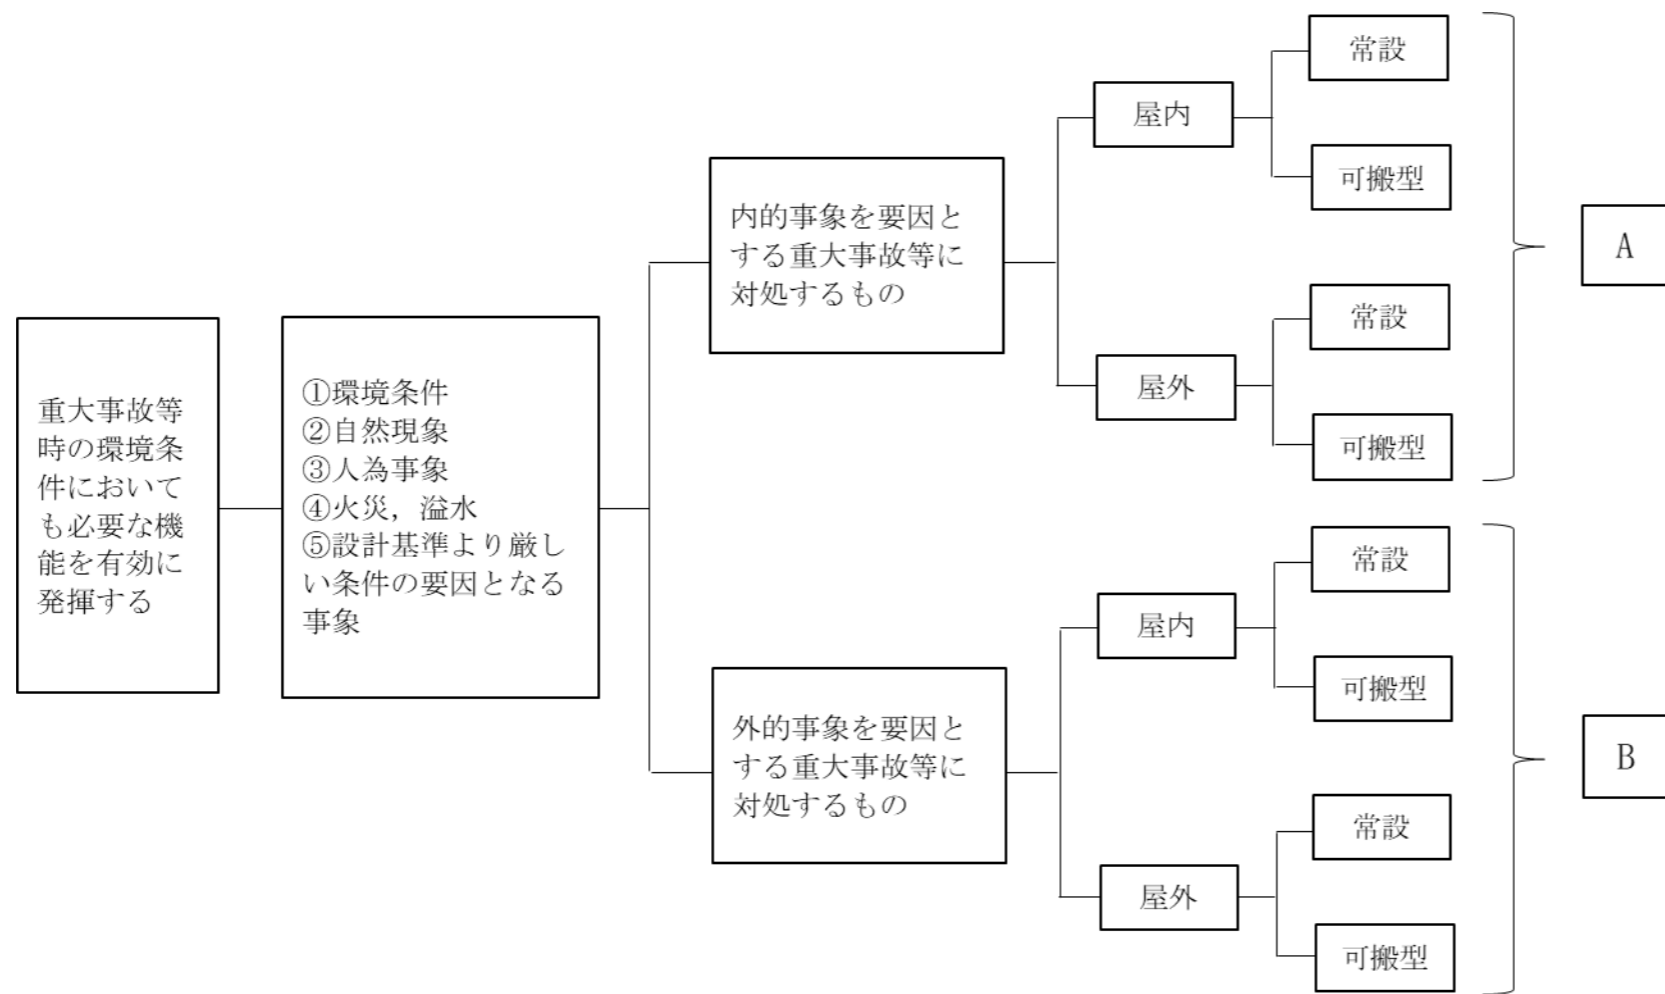 重大事故等
時の環境条
件において
も必要な機
能を有効に
発揮する
①環境条件
②自然現象
③人為事象
④火災，溢水
⑤設計基準より厳し
い条件の要因となる
事象
内的事象を要因と
する重大事故等に
対処するもの
屋内
常設
可搬型
屋外
常設
可搬型
A
外的事象を要因と
する重大事故等に
対処するもの
屋内
常設
可搬型
屋外
常設
可搬型
B